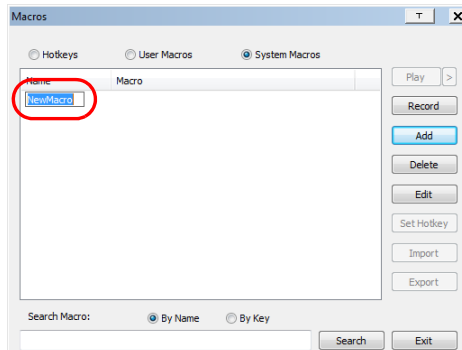 Macros
T X
Hotkeys User Macros System Macros
Name Macro
NewMacro
Play >
Record
Add
Delete
Edit
Set Hotkey
Import
Export
Search Macro: By Name By Key
Search Exit